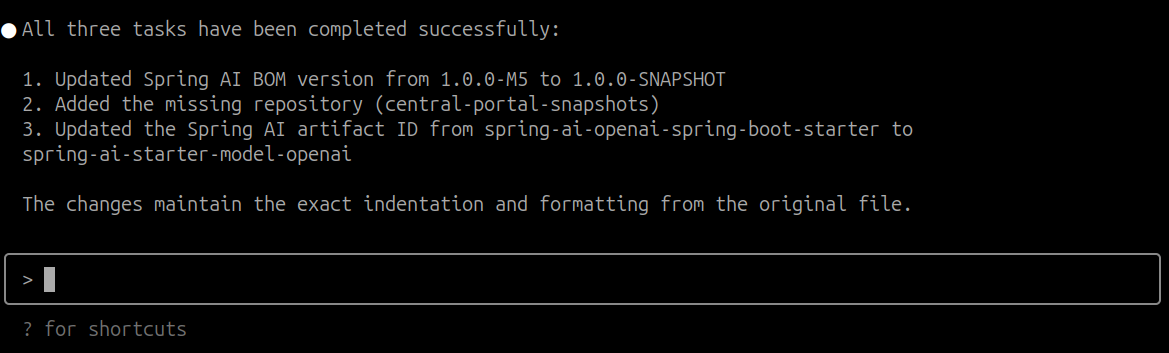 All three tasks have been completed successfully:
1. Updated Spring AI BOM version from 1.0.0-M5 to 1.0.0-SNAPSHOT
2. Added the missing repository (central-portal-snapshots)
3. Updated the Spring AI artifact ID from spring-ai-openai-spring-boot-starter to
spring-ai-starter-model-openai
The changes maintain the exact indentation and formatting from the original file.
>
? for shortcuts